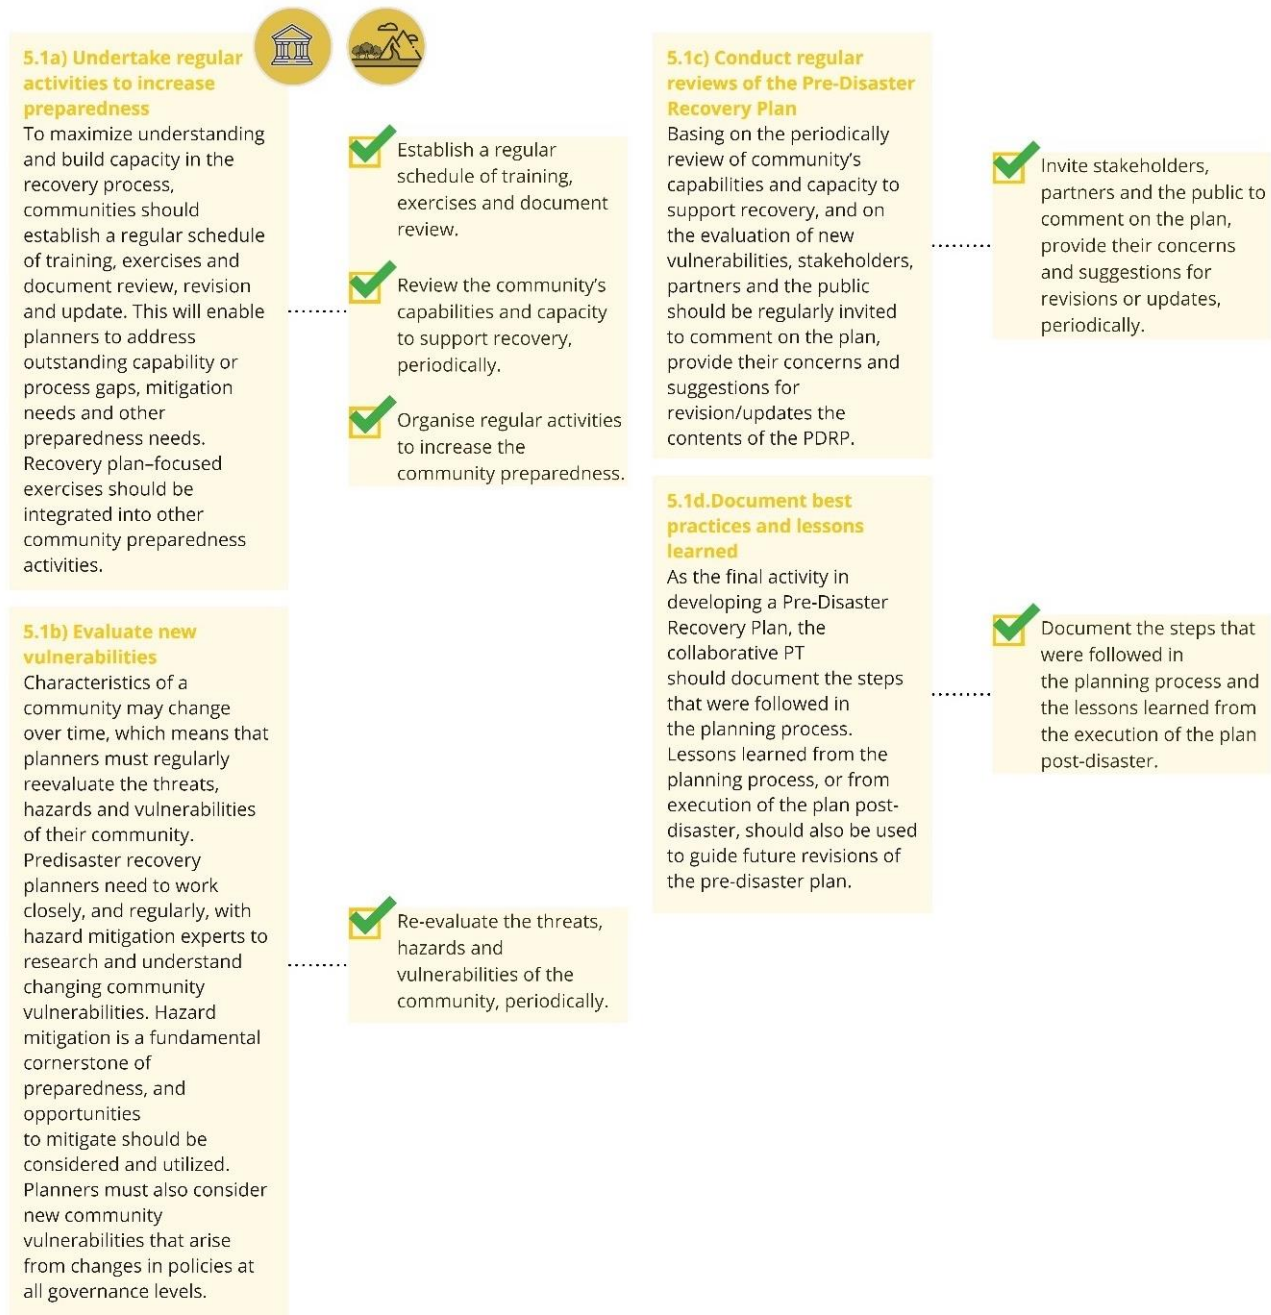 5.1a) Undertake regular
activities to increase
preparedness
To maximize understanding
and build capacity in the
recovery process,
communities should
establish a regular schedule
of training, exercises and
document review, revision
and update. This will enable
planners to address
outstanding capability or
process gaps, mitigation
needs and other
preparedness needs.
Recovery plan–focused
exercises should be
integrated into other
community preparedness
activities.
Establish a regular
schedule of training,
exercises and document
review.
Review the community’s
capabilities and capacity
to support recovery,
periodically.
Organise regular activities
to increase the
community preparedness.
5.1b) Evaluate new
vulnerabilities
Characteristics of a
community may change
over time, which means that
planners must regularly
reevaluate the threats,
hazards and vulnerabilities
of their community.
Predisaster recovery
planners need to work
closely, and regularly, with
hazard mitigation experts to
research and understand
changing community
vulnerabilities. Hazard
mitigation is a fundamental
cornerstone of
preparedness, and
opportunities
to mitigate should be
considered and utilized.
Planners must also consider
new community
vulnerabilities that arise
from changes in policies at
all governance levels.
Re-evaluate the threats,
hazards and
vulnerabilities of the
community, periodically.
5.1c) Conduct regular
reviews of the Pre-Disaster
Recovery Plan
Basing on the periodically
review of community’s
capabilities and capacity to
support recovery, and on
the evaluation of new
vulnerabilities, stakeholders,
partners and the public
should be regularly invited
to comment on the plan,
provide their concerns and
suggestions for
revision/updates the
contents of the PDRP.
Invite stakeholders,
partners and the public to
comment on the plan,
provide their concerns
and suggestions for
revisions or updates,
periodically.
5.1d.Document best
practices and lessons
learned
As the final activity in
developing a Pre-Disaster
Recovery Plan, the
collaborative PT
should document the steps
that were followed in
the planning process.
Lessons learned from the
planning process, or from
execution of the plan post-
disaster, should also be used
to guide future revisions of
the pre-disaster plan.
Document the steps that
were followed in
the planning process and
the lessons learned from
the execution of the plan
post-disaster.